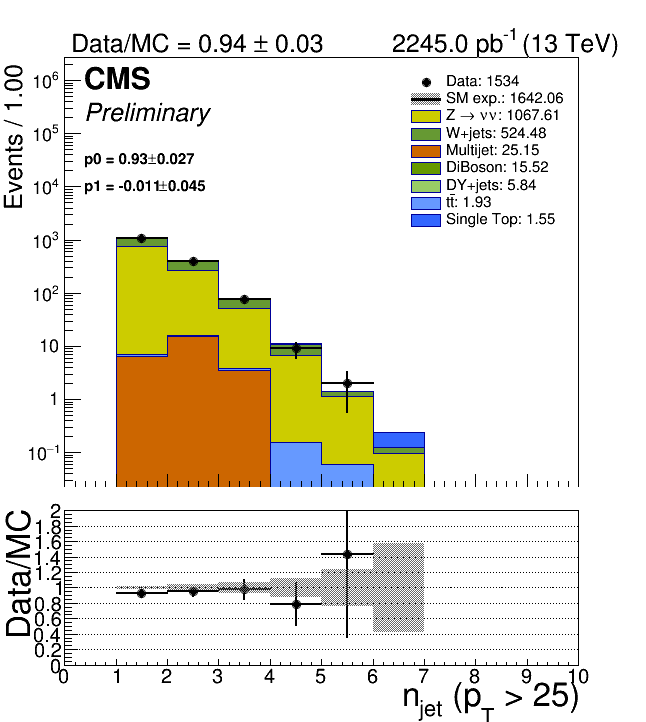 Data/MC = 0.94 ± 0.03
2245.0 pb⁻¹ (13 TeV)
Events / 1.00
CMS
Preliminary
p0 = 0.93±0.027
p1 = -0.011±0.045
Data: 1534
SM exp.: 1642.06
Z → νν: 1067.61
W+jets: 524.48
Multijet: 25.15
DiBoson: 15.52
DY+jets: 5.84
tt̄: 1.93
Single Top: 1.55
10⁶
10⁵
10⁴
10³
10²
10
1
10⁻¹
Data/MC
2
1.8
1.6
1.4
1.2
1
0.8
0.6
0.4
0.2
0
0 1 2 3 4 5 6 7 8 9 10
n_jet (p_T > 25)